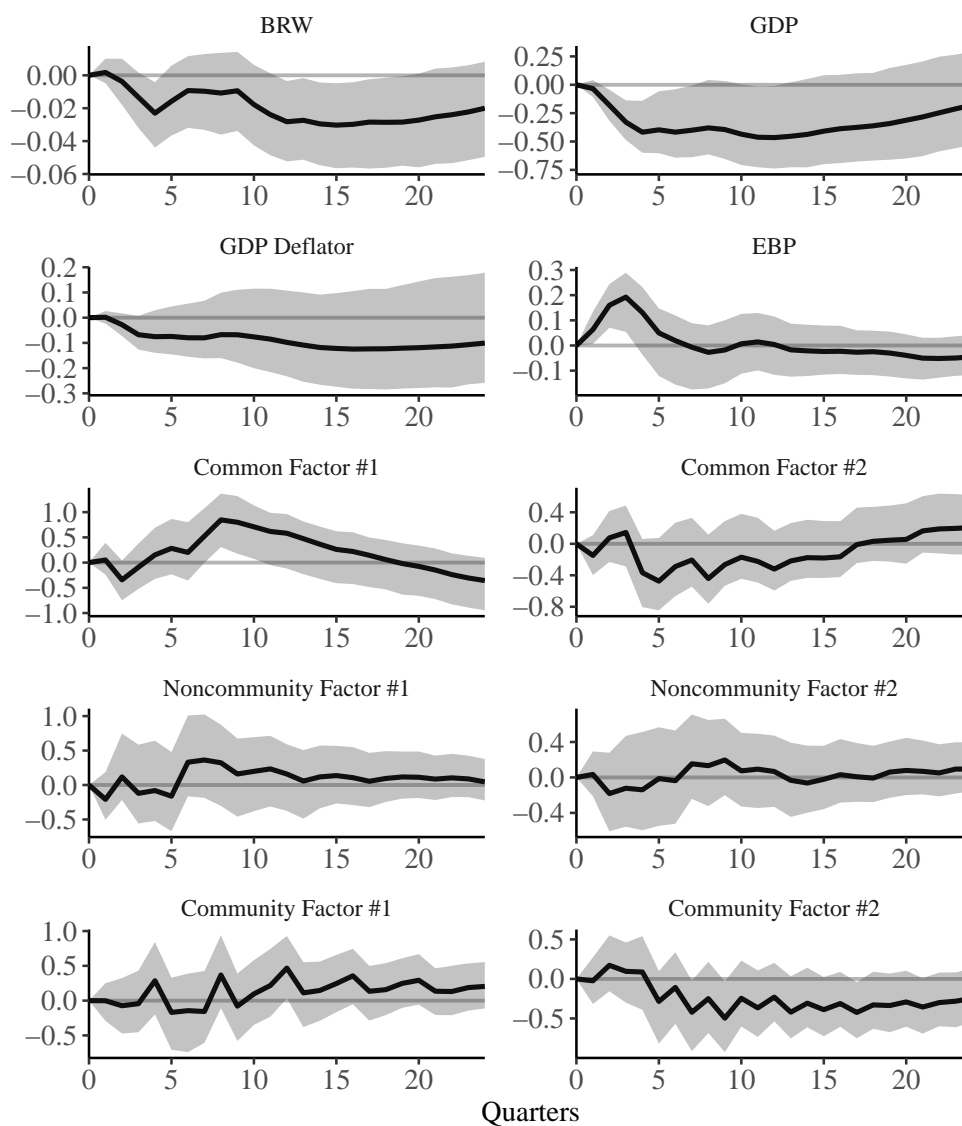 BRW
GDP
0.00
−0.02
−0.04
−0.06
0 5 10 15 20
0.25
0.00
−0.25
−0.50
−0.75
0 5 10 15 20
GDP Deflator
EBP
0.2
0.1
0.0
−0.1
−0.2
−0.3
0 5 10 15 20
0.3
0.2
0.1
0.0
−0.1
0 5 10 15 20
Common Factor #1
Common Factor #2
1.0
0.5
0.0
−0.5
−1.0
0 5 10 15 20
0.4
0.0
−0.4
−0.8
0 5 10 15 20
Noncommunity Factor #1
Noncommunity Factor #2
1.0
0.5
0.0
−0.5
0 5 10 15 20
0.4
0.0
−0.4
0 5 10 15 20
Community Factor #1
Community Factor #2
1.0
0.5
0.0
−0.5
0 5 10 15 20
0.5
0.0
−0.5
0 5 10 15 20
Quarters